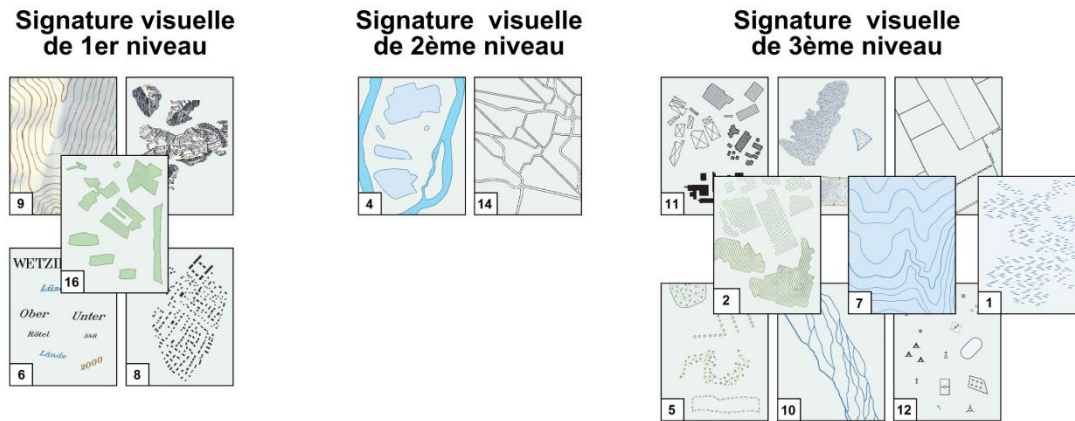 Signature visuelle
de 1er niveau
Signature visuelle
de 2ème niveau
Signature visuelle
de 3ème niveau
9
16
WETZI
Ober Unter
Rötel 548
Lände 2000
6
8
4
14
11
2
7
1
5
10
12